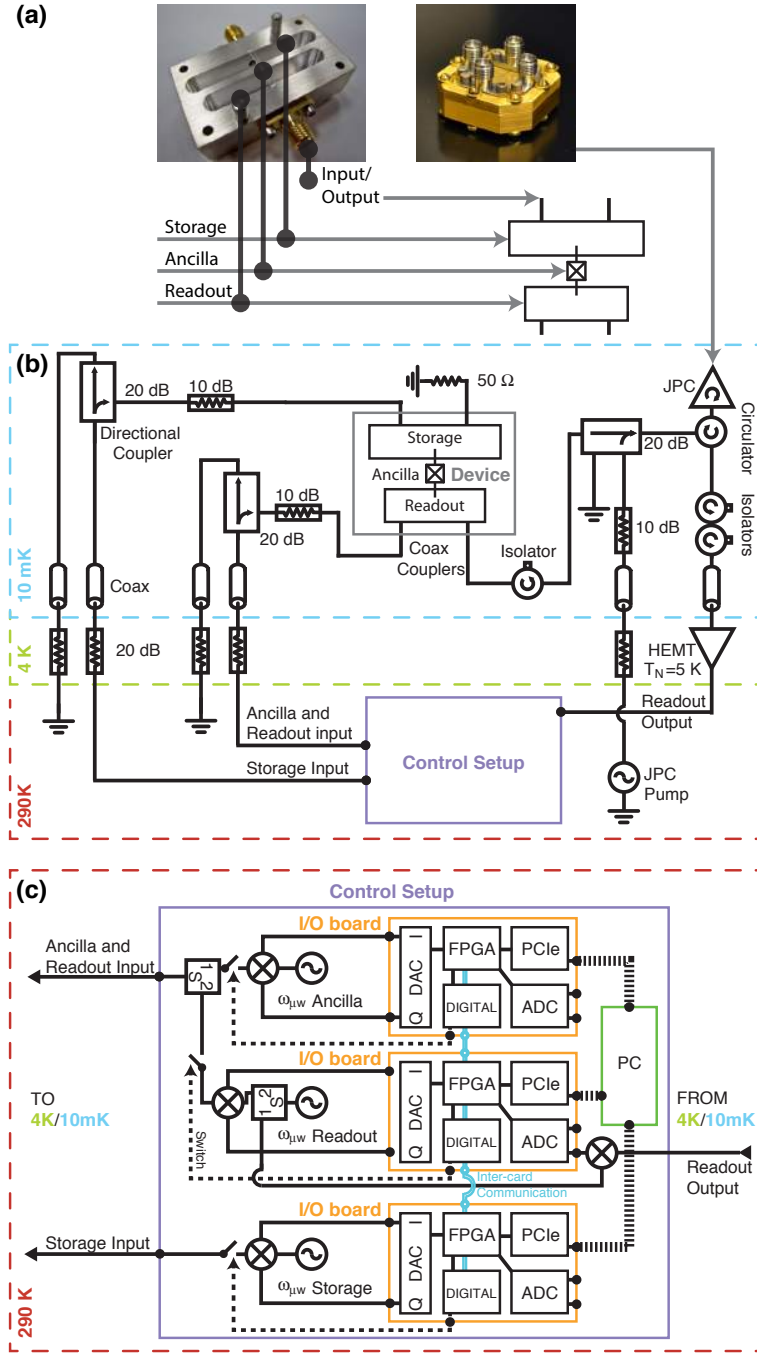 (a)
Input/
Output
Storage
Ancilla
Readout
(b)
JPC
Circulator
Isolators
20 dB
10 dB
50 Ω
Directional
Coupler
Storage
Ancilla
Device
Readout
20 dB
10 dB
20 dB
10 dB
Coax
Couplers
Isolator
10 mK
Coax
4 K
20 dB
HEMT
T_N=5 K
Ancilla and
Readout input
Readout
Output
Storage Input
Control Setup
JPC
Pump
290K
(c)
Control Setup
I/O board
Ancilla and
Readout Input
1 2
S
ω_μw Ancilla
I
DAC
Q
FPGA
PCIe
DIGITAL
ADC
I/O board
PC
TO
4K/10mK
Switch
1 2
S
ω_μw Readout
I
DAC
Q
FPGA
PCIe
DIGITAL
ADC
FROM
4K/10mK
Readout
Output
Inter-card
Communication
I/O board
Storage Input
ω_μw Storage
I
DAC
Q
FPGA
PCIe
DIGITAL
ADC
290 K